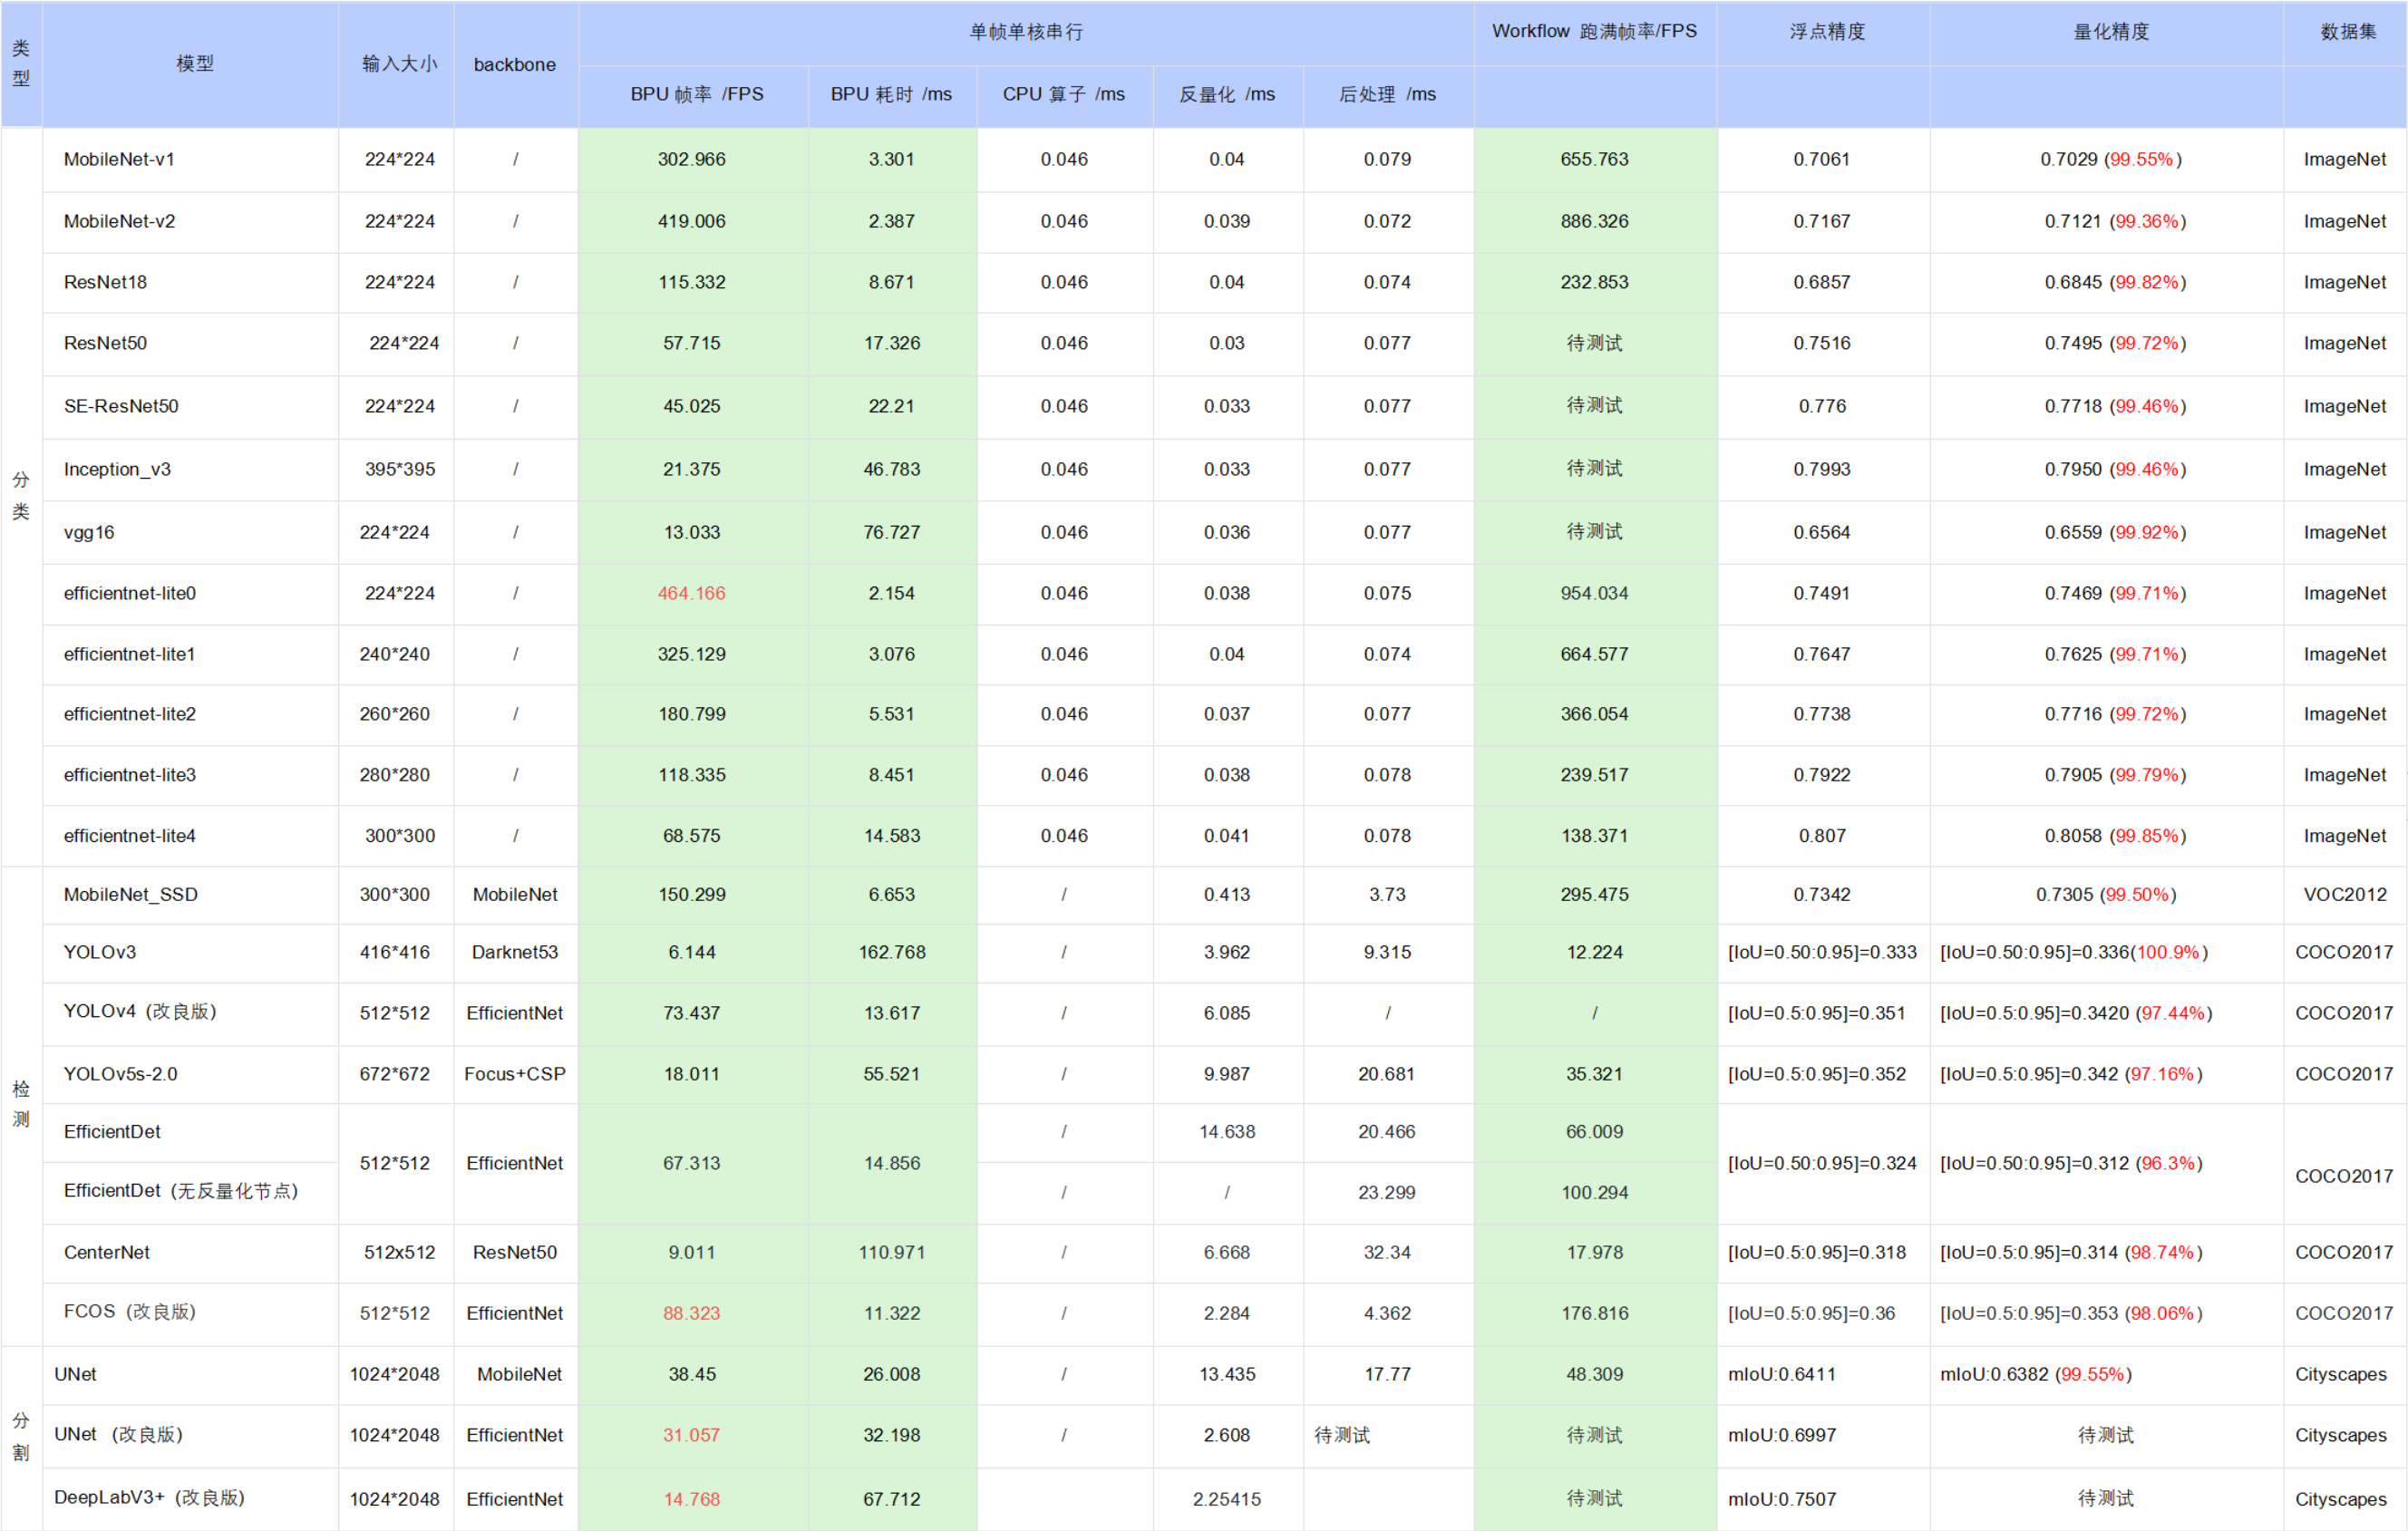 类型 模型 输入大小 backbone 单帧单核串行 Workflow 跑满帧率/FPS 浮点精度 量化精度 数据集
BPU 帧率 /FPS BPU 耗时 /ms CPU 算子 /ms 反量化 /ms 后处理 /ms
分类
MobileNet-v1 224*224 / 302.966 3.301 0.046 0.04 0.079 655.763 0.7061 0.7029 (99.55%) ImageNet
MobileNet-v2 224*224 / 419.006 2.387 0.046 0.039 0.072 886.326 0.7167 0.7121 (99.36%) ImageNet
ResNet18 224*224 / 115.332 8.671 0.046 0.04 0.074 232.853 0.6857 0.6845 (99.82%) ImageNet
ResNet50 224*224 / 57.715 17.326 0.046 0.03 0.077 待测试 0.7516 0.7495 (99.72%) ImageNet
SE-ResNet50 224*224 / 45.025 22.21 0.046 0.033 0.077 待测试 0.776 0.7718 (99.46%) ImageNet
Inception_v3 395*395 / 21.375 46.783 0.046 0.033 0.077 待测试 0.7993 0.7950 (99.46%) ImageNet
vgg16 224*224 / 13.033 76.727 0.046 0.036 0.077 待测试 0.6564 0.6559 (99.92%) ImageNet
efficientnet-lite0 224*224 / 464.166 2.154 0.046 0.038 0.075 954.034 0.7491 0.7469 (99.71%) ImageNet
efficientnet-lite1 240*240 / 325.129 3.076 0.046 0.04 0.074 664.577 0.7647 0.7625 (99.71%) ImageNet
efficientnet-lite2 260*260 / 180.799 5.531 0.046 0.037 0.077 366.054 0.7738 0.7716 (99.72%) ImageNet
efficientnet-lite3 280*280 / 118.335 8.451 0.046 0.038 0.078 239.517 0.7922 0.7905 (99.79%) ImageNet
efficientnet-lite4 300*300 / 68.575 14.583 0.046 0.041 0.078 138.371 0.807 0.8058 (99.85%) ImageNet
检测
MobileNet_SSD 300*300 MobileNet 150.299 6.653 / 0.413 3.73 295.475 0.7342 0.7305 (99.50%) VOC2012
YOLOv3 416*416 Darknet53 6.144 162.768 / 3.962 9.315 12.224 [IoU=0.50:0.95]=0.333 [IoU=0.50:0.95]=0.336(100.9%) COCO2017
YOLOv4 (改良版) 512*512 EfficientNet 73.437 13.617 / 6.085 / / [IoU=0.5:0.95]=0.351 [IoU=0.5:0.95]=0.3420 (97.44%) COCO2017
YOLOv5s-2.0 672*672 Focus+CSP 18.011 55.521 / 9.987 20.681 35.321 [IoU=0.5:0.95]=0.352 [IoU=0.5:0.95]=0.342 (97.16%) COCO2017
EfficientDet / 14.638 20.466 66.009
512*512 EfficientNet 67.313 14.856 [IoU=0.50:0.95]=0.324 [IoU=0.50:0.95]=0.312 (96.3%) COCO2017
EfficientDet (无反量化节点) / / 23.299 100.294
CenterNet 512x512 ResNet50 9.011 110.971 / 6.668 32.34 17.978 [IoU=0.5:0.95]=0.318 [IoU=0.5:0.95]=0.314 (98.74%) COCO2017
FCOS (改良版) 512*512 EfficientNet 88.323 11.322 / 2.284 4.362 176.816 [IoU=0.5:0.95]=0.36 [IoU=0.5:0.95]=0.353 (98.06%) COCO2017
分割
UNet 1024*2048 MobileNet 38.45 26.008 / 13.435 17.77 48.309 mIoU:0.6411 mIoU:0.6382 (99.55%) Cityscapes
UNet (改良版) 1024*2048 EfficientNet 31.057 32.198 / 2.608 待测试 待测试 mIoU:0.6997 待测试 Cityscapes
DeepLabV3+ (改良版) 1024*2048 EfficientNet 14.768 67.712 2.25415 待测试 mIoU:0.7507 待测试 Cityscapes